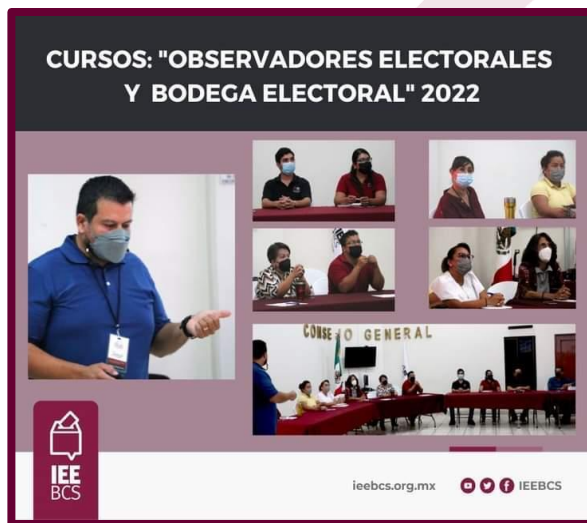 CURSOS: "OBSERVADORES ELECTORALES
Y BODEGA ELECTORAL" 2022
CONSEJO GENERAL
IEE
BCS
ieebcs.org.mx
IEEBCS